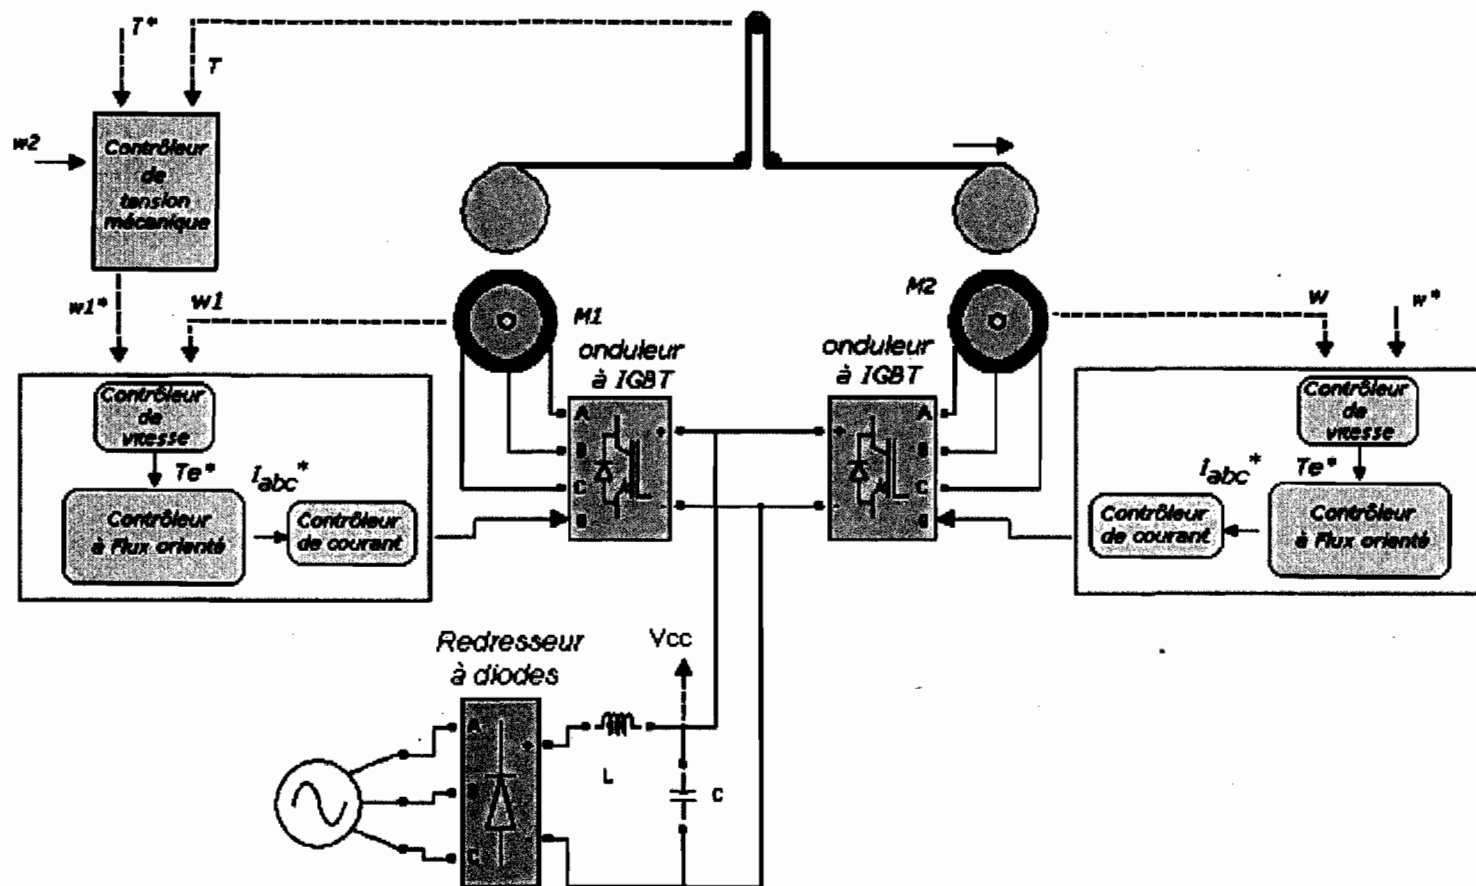 T*
T
w2
Contrôleur
de
tension
mécanique
w1*
w1
M1
M2
w
w*
onduleur
à IGBT
onduleur
à IGBT
Contrôleur
de
vitesse
Te*
Iabc*
Contrôleur
à Flux orienté
Contrôleur
de courant
A
B
C
+
-
+
-
A
B
C
Contrôleur
de
vitesse
Iabc*
Te*
Contrôleur
de courant
Contrôleur
à Flux orienté
Redresseur
à diodes
Vcc
A
B
C
+
-
L
C